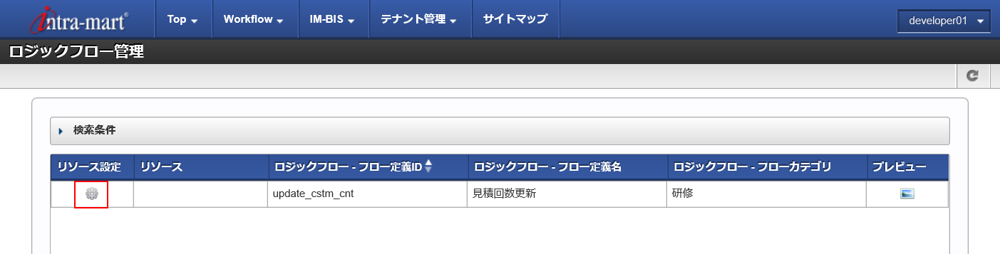 intra-mart Top Workflow IM-BIS テナント管理 サイトマップ developer01
ロジックフロー管理
検索条件
リソース設定 リソース ロジックフロー - フロー定義ID ロジックフロー - フロー定義名 ロジックフロー - フローカテゴリ プレビュー
update_cstm_cnt 見積回数更新 研修